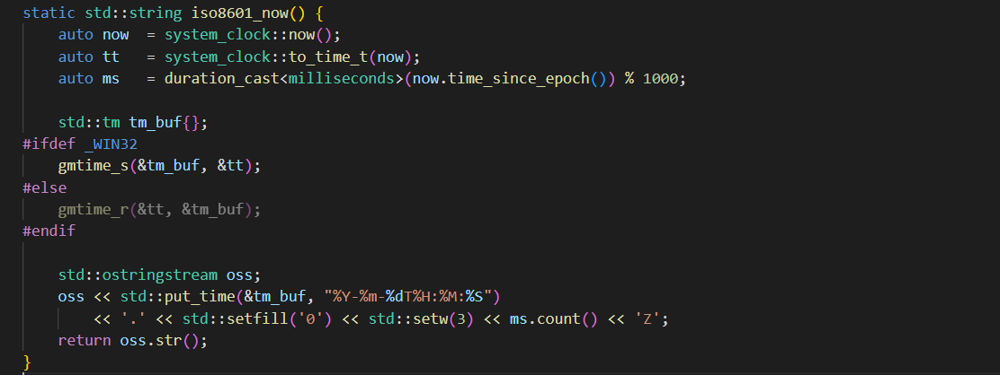 static std::string iso8601_now() {
    auto now  = system_clock::now();
    auto tt   = system_clock::to_time_t(now);
    auto ms   = duration_cast<milliseconds>(now.time_since_epoch()) % 1000;

    std::tm tm_buf{};
#ifdef _WIN32
    gmtime_s(&tm_buf, &tt);
#else
    gmtime_r(&tt, &tm_buf);
#endif

    std::ostringstream oss;
    oss << std::put_time(&tm_buf, "%Y-%m-%dT%H:%M:%S")
        << '.' << std::setfill('0') << std::setw(3) << ms.count() << 'Z';
    return oss.str();
}